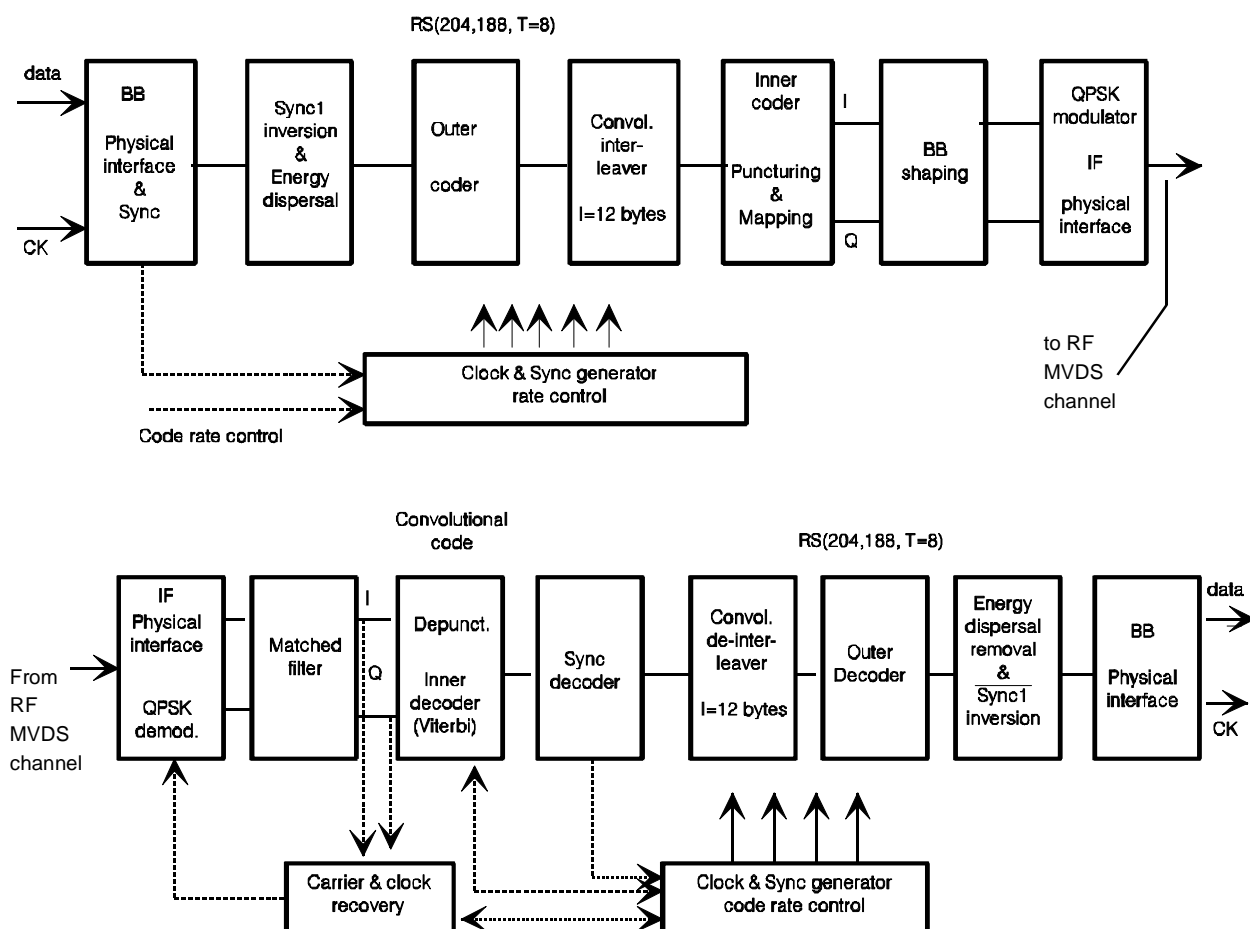 RS(204,188, T=8)
data
CK
BB
Physical
interface
&
Sync
Sync1
inversion
&
Energy
dispersal
Outer
coder
Convol.
inter-
leaver
I=12 bytes
Inner
coder
Puncturing
&
Mapping
I
Q
BB
shaping
QPSK
modulator
IF
physical
interface
to RF
MVDS
channel
Clock & Sync generator
rate control
Code rate control
Convolutional
code
RS(204,188, T=8)
From
RF
MVDS
channel
IF
Physical
interface
QPSK
demod.
Matched
filter
I
Q
Depunct.
Inner
decoder
(Viterbi)
Sync
decoder
Convol.
de-inter-
leaver
I=12 bytes
Outer
Decoder
Energy
dispersal
removal
&
Sync1
inversion
BB
Physical
interface
data
CK
Carrier & clock
recovery
Clock & Sync generator
code rate control